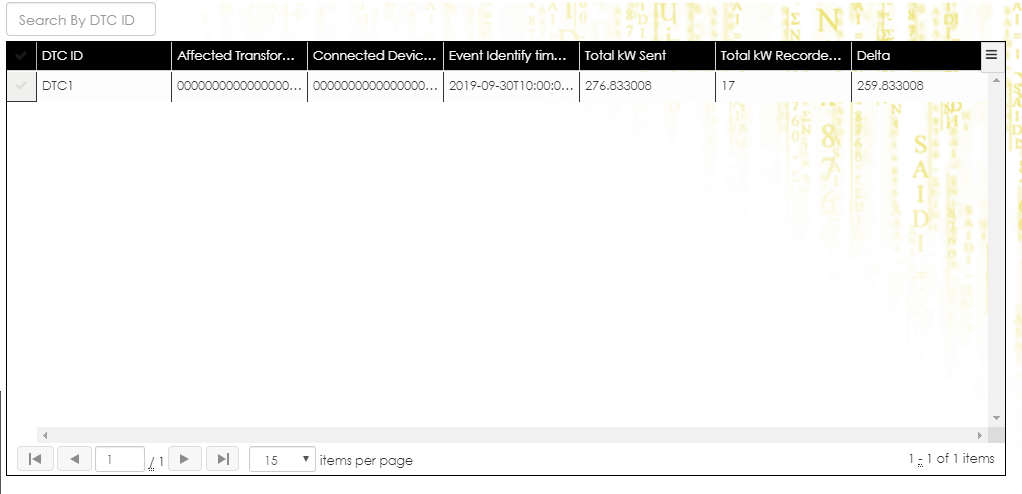 Search By DTC ID
DTC ID Affected Transfor... Connected Devic... Event Identify tim... Total kW Sent Total kW Recorde... Delta
DTC1 0000000000000000... 0000000000000000... 2019-09-30T10:00:0... 276.833008 17 259.833008
S
A
I
D
I
=
1 / 1 15 items per page 1 - 1 of 1 items